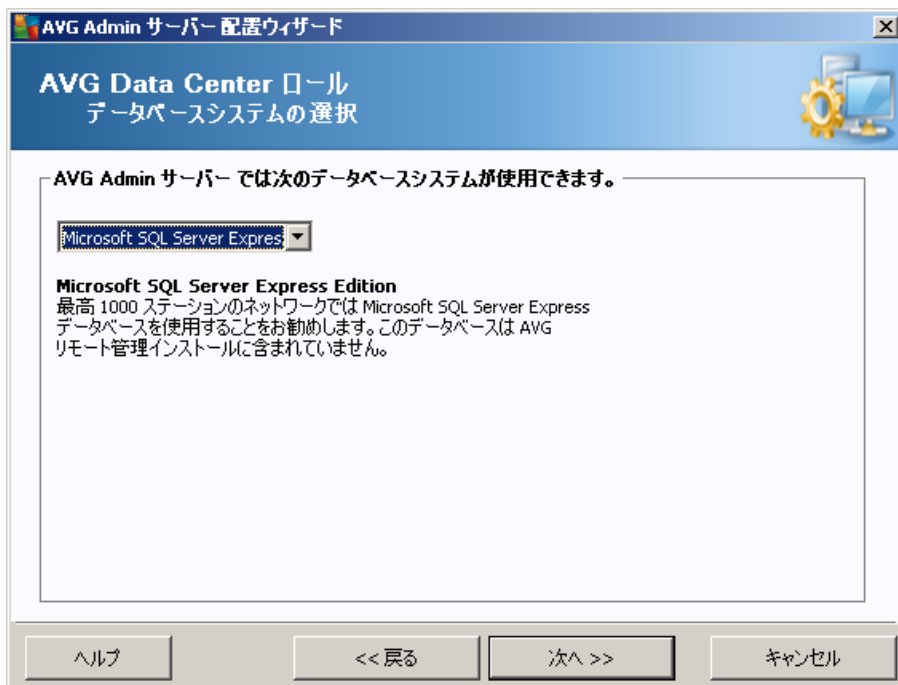 AVG Admin サーバー 配置ウィザード
AVG Data Center ロール
データベースシステムの選択
AVG Admin サーバー では次のデータベースシステムが使用できます。
Microsoft SQL Server Expres
Microsoft SQL Server Express Edition
最高 1000 ステーションのネットワークでは Microsoft SQL Server Express
データベースを使用することをお勧めします。このデータベースは AVG
リモート管理インストールに含まれていません。
ヘルプ
<< 戻る
次へ >>
キャンセル